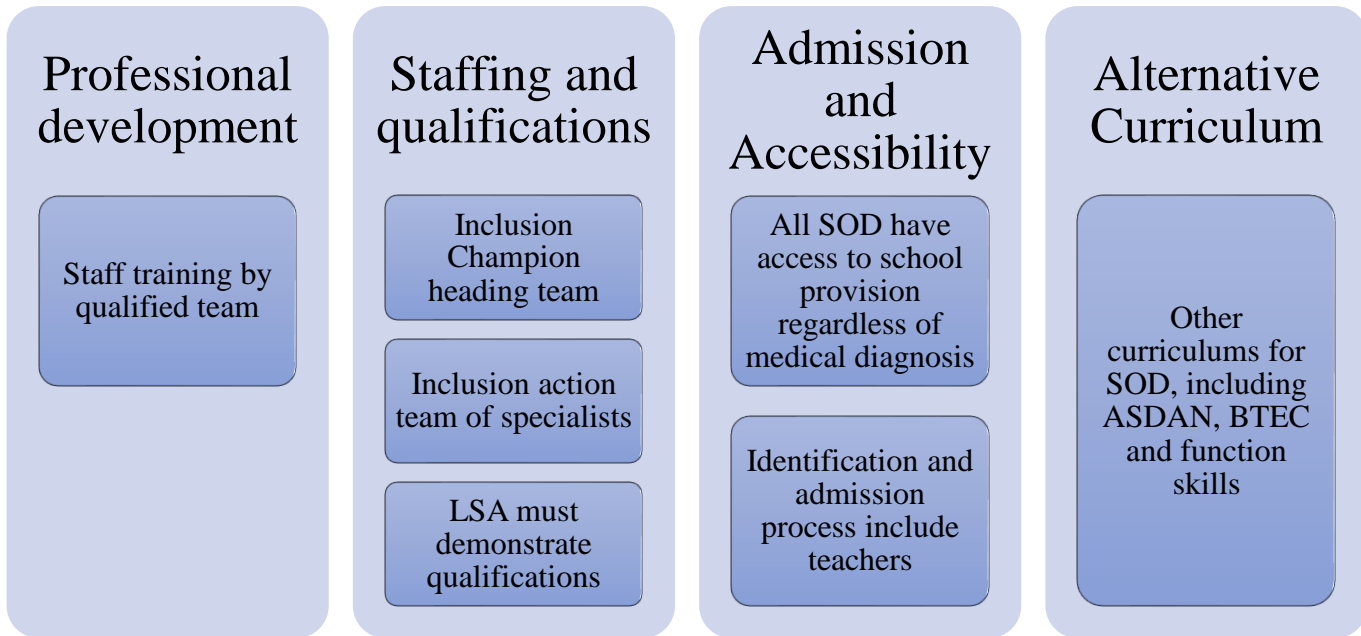 Professional
development
Staff training by
qualified team
Staffing and
qualifications
Inclusion
Champion
heading team
Inclusion action
team of specialists
LSA must
demonstrate
qualifications
Admission
and
Accessibility
All SOD have
access to school
provision
regardless of
medical diagnosis
Identification and
admission
process include
teachers
Alternative
Curriculum
Other
curriculums for
SOD, including
ASDAN, BTEC
and function
skills